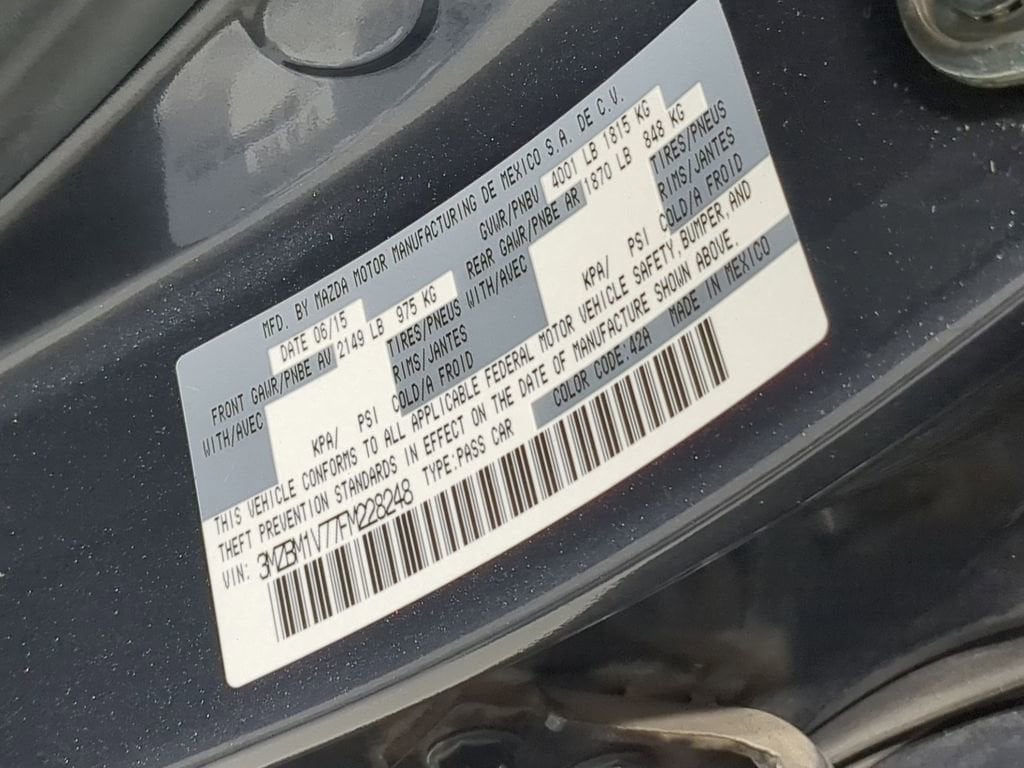 MFD. BY MAZDA MOTOR MANUFACTURING DE MEXICO S.A. DE C.V.
DATE 06/15 GVWR/PNBV 4001 LB 1815 KG
FRONT GAWR/PNBE AV 2149 LB 975 KG REAR GAWR/PNBE AR 1870 LB 848 KG
WITH/AVEC TIRES/PNEUS WITH/AVEC TIRES/PNEUS
RIMS/JANTES RIMS/JANTES
KPA/ PSI COLD/A FROID KPA/ PSI COLD/A FROID
THIS VEHICLE CONFORMS TO ALL APPLICABLE FEDERAL MOTOR VEHICLE SAFETY, BUMPER, AND
THEFT PREVENTION STANDARDS IN EFFECT ON THE DATE OF MANUFACTURE SHOWN ABOVE.
VIN: 3MZBM1V77FM228248 TYPE:PASS CAR COLOR CODE:42A MADE IN MEXICO